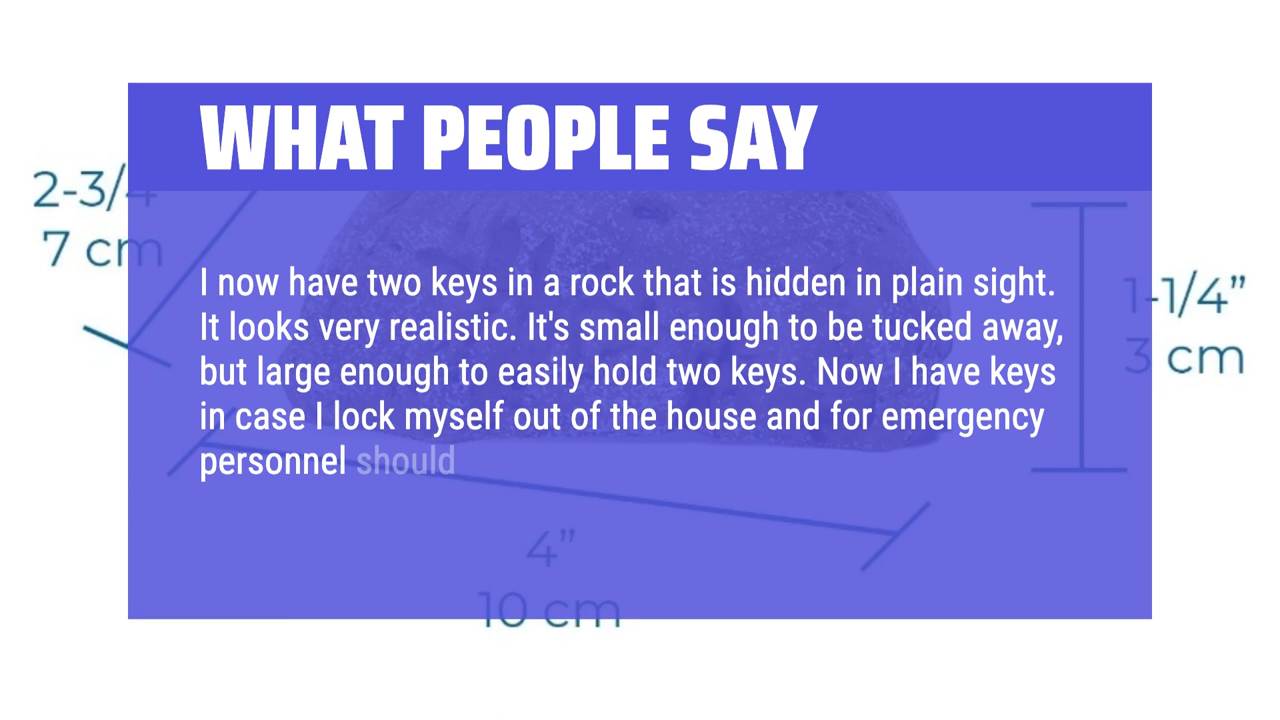 WHAT PEOPLE SAY
2-3/4
7 cm
I now have two keys in a rock that is hidden in plain sight.
It looks very realistic. It's small enough to be tucked away,
but large enough to easily hold two keys. Now I have keys
in case I lock myself out of the house and for emergency
personnel should
1-1/4”
3 cm
4”
10 cm